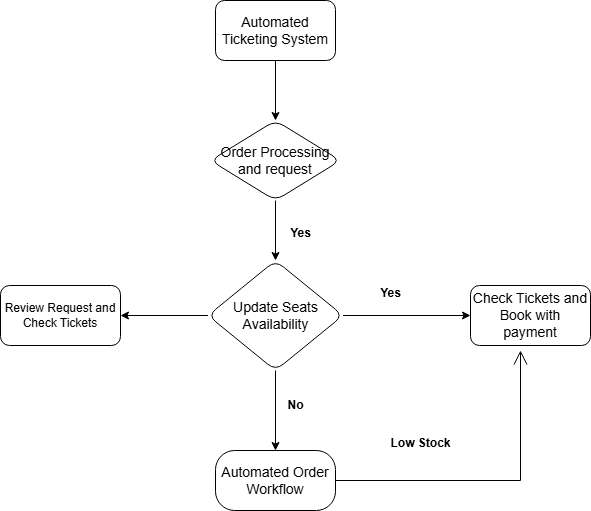 Automated
Ticketing System
Order Processing
and request
Yes
Review Request and
Check Tickets
Update Seats
Availability
Yes
Check Tickets and
Book with
payment
No
Low Stock
Automated Order
Workflow